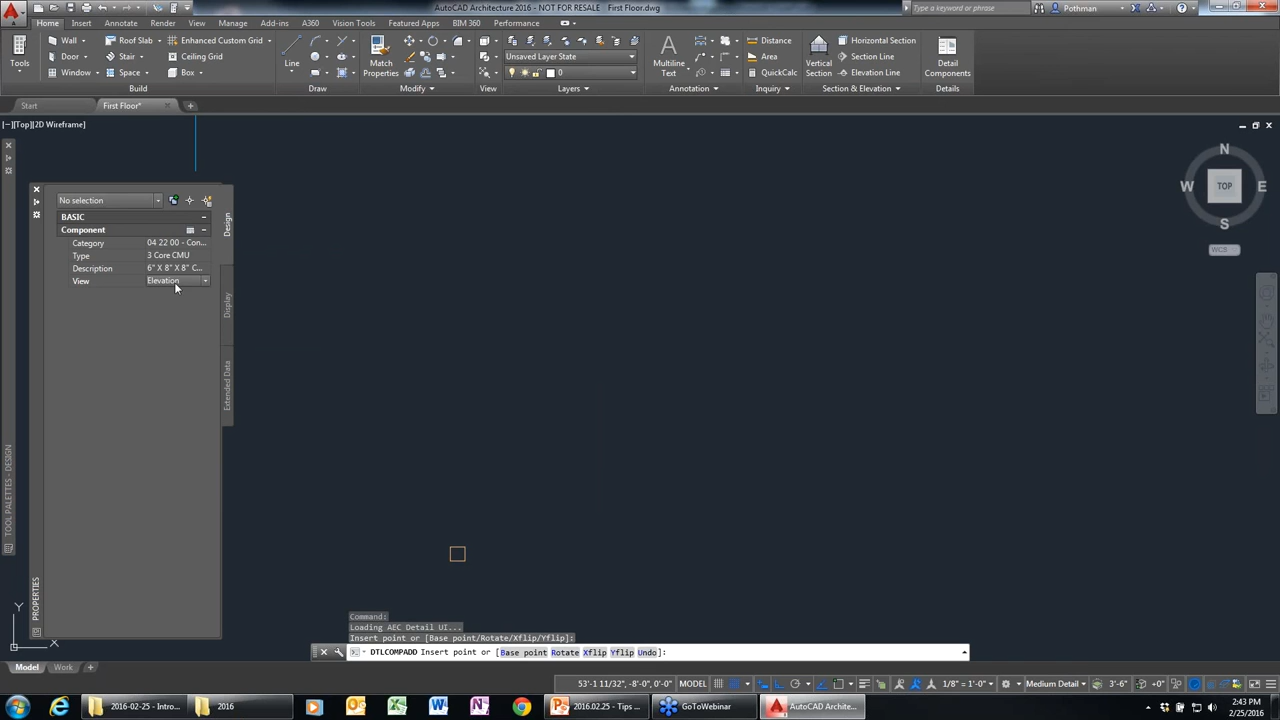 AutoCAD Architecture 2016 - NOT FOR RESALE First Floor.dwg
Type a keyword or phrase
Pothman
Home Insert Annotate Render View Manage Add-ins A360 Vision Tools Featured Apps BIM 360 Performance
Tools
Wall
Door
Window
Roof Slab
Stair
Space
Enhanced Custom Grid
Ceiling Grid
Box
Build
Line
Draw
Match
Properties
Modify
View
Unsaved Layer State
0
Layers
Multiline
Text
Annotation
Distance
Area
QuickCalc
Inquiry
Vertical
Section
Horizontal Section
Section Line
Elevation Line
Section & Elevation
Detail
Components
Details
Start
First Floor*
[−][Top][2D Wireframe]
N
W
TOP
E
S
WCS
No selection
BASIC
Component
Category 04 22 00 - Con...
Type 3 Core CMU
Description 6" X 8" X 8" C...
View Elevation
Design
Display
Extended Data
TOOL PALETTES - DESIGN
PROPERTIES
Y
X
Command:
Loading AEC Detail UI...
Insert point or [Base point/Rotate/Xflip/Yflip]:
DTLCOMPADD Insert point or [Base point Rotate Xflip Yflip Undo]:
Model Work
53'-1 11/32", -8'-0", 0'-0" MODEL
1/8" = 1'-0"
Medium Detail
3'-6"
+0"
2016-02-25 - Intro...
2016
2016.02.25 - Tips ...
GoToWebinar
AutoCAD Archite...
2:43 PM
2/25/2016